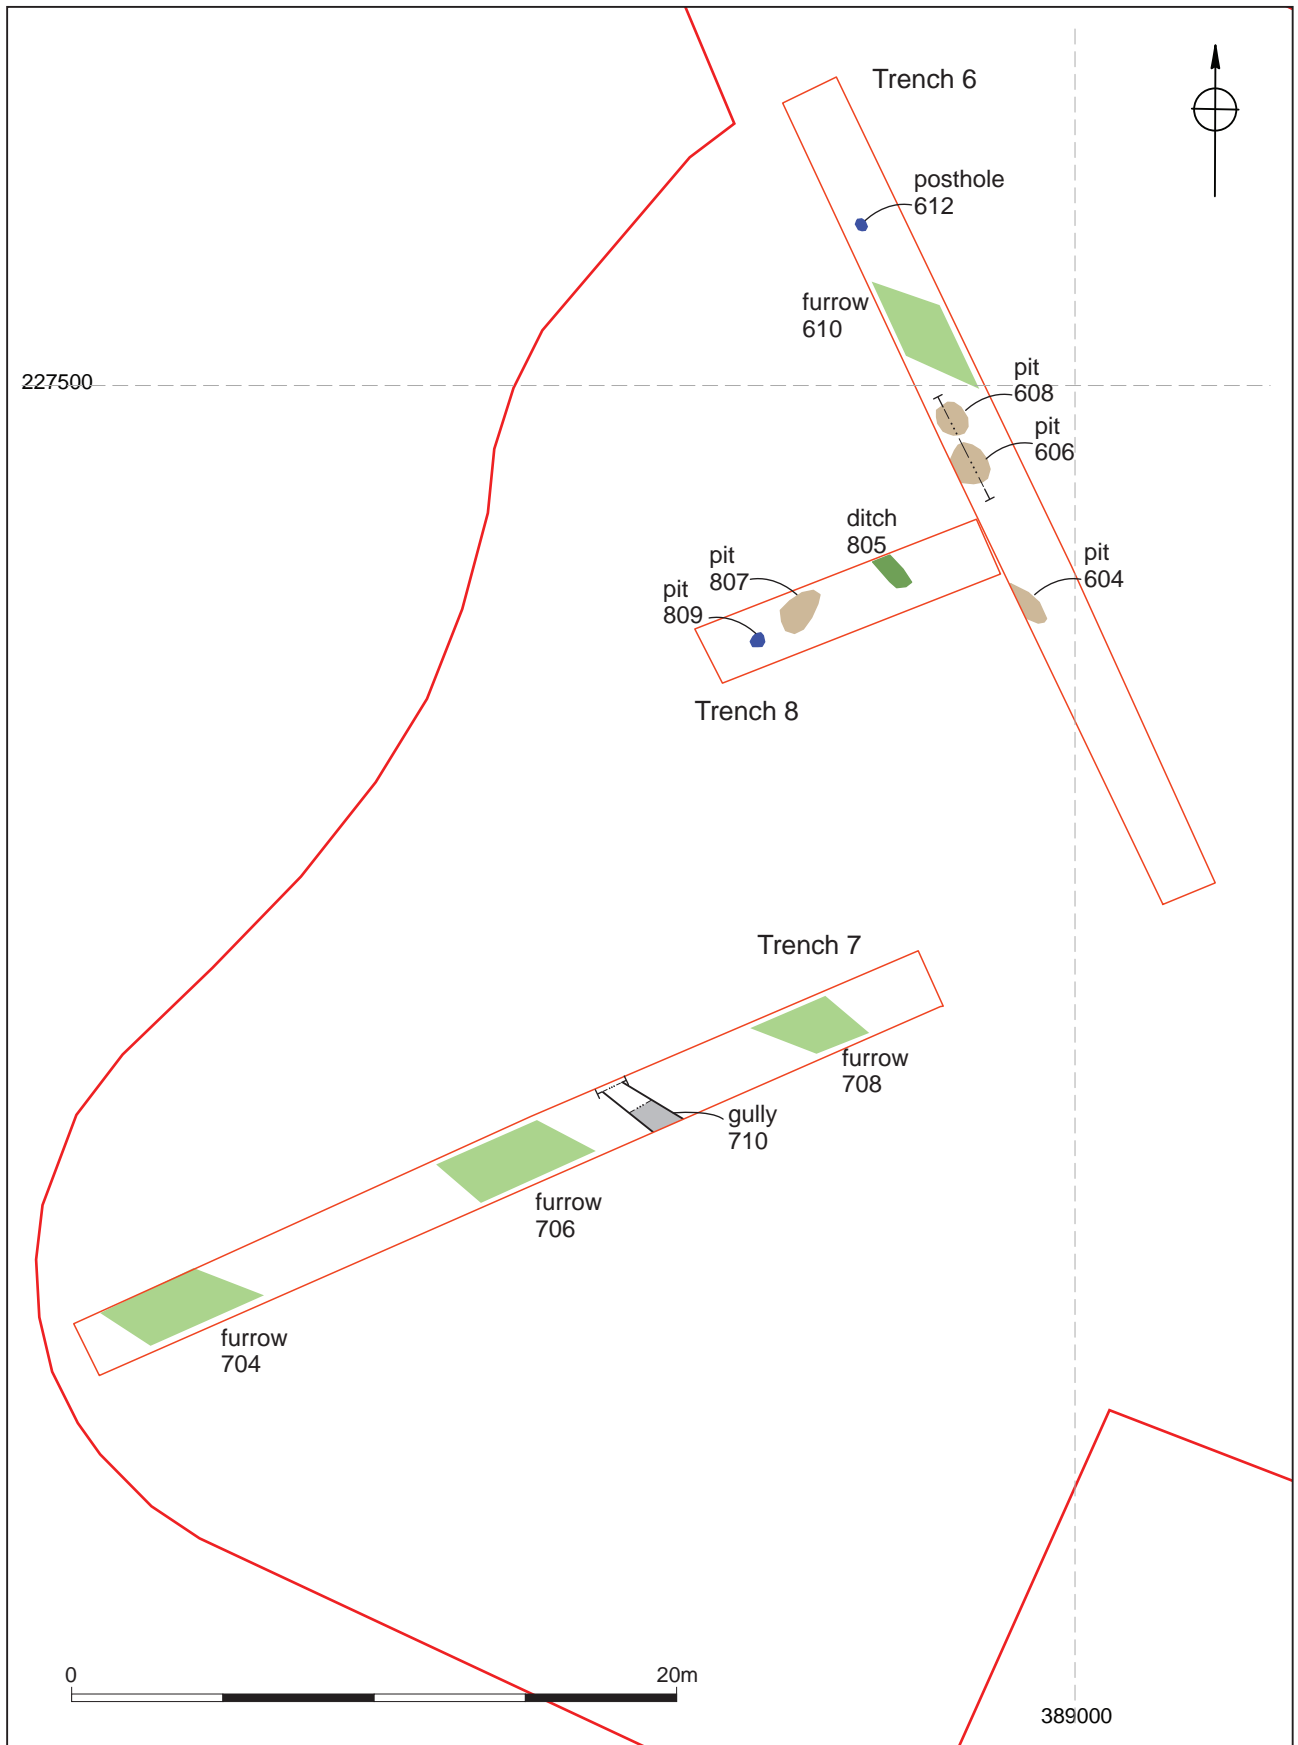 Trench 6
posthole
612
furrow
610
227500
pit
608
pit
606
ditch
805
pit
807
pit
604
pit
809
Trench 8
Trench 7
furrow
708
gully
710
furrow
706
furrow
704
0
20m
389000